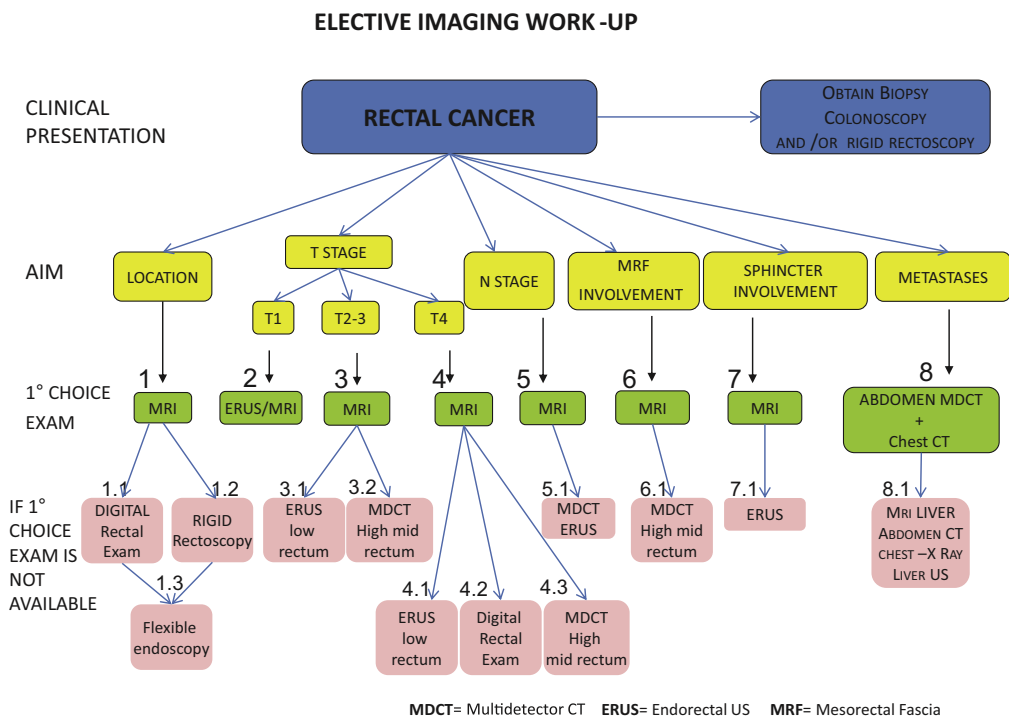 ELECTIVE IMAGING WORK -UP
CLINICAL
PRESENTATION
RECTAL CANCER
OBTAIN BIOPSY
COLONOSCOPY
AND /OR RIGID RECTOSCOPY
AIM
LOCATION
T STAGE
N STAGE
MRF
INVOLVEMENT
SPHINCTER
INVOLVEMENT
METASTASES
T1
T2-3
T4
1° CHOICE
EXAM
1
MRI
2
ERUS/MRI
3
MRI
4
MRI
5
MRI
6
MRI
7
MRI
8
ABDOMEN MDCT
+
Chest CT
IF 1°
CHOICE
EXAM IS
NOT
AVAILABLE
1.1
DIGITAL
Rectal
Exam
1.2
RIGID
Rectoscopy
1.3
Flexible
endoscopy
3.1
ERUS
low
rectum
3.2
MDCT
High mid
rectum
4.1
ERUS
low
rectum
4.2
Digital
Rectal
Exam
4.3
MDCT
High
mid rectum
5.1
MDCT
ERUS
6.1
MDCT
High mid
rectum
7.1
ERUS
8.1
MRI LIVER
ABDOMEN CT
CHEST –X RAY
LIVER US
MDCT= Multidetector CT ERUS= Endorectal US MRF= Mesorectal Fascia